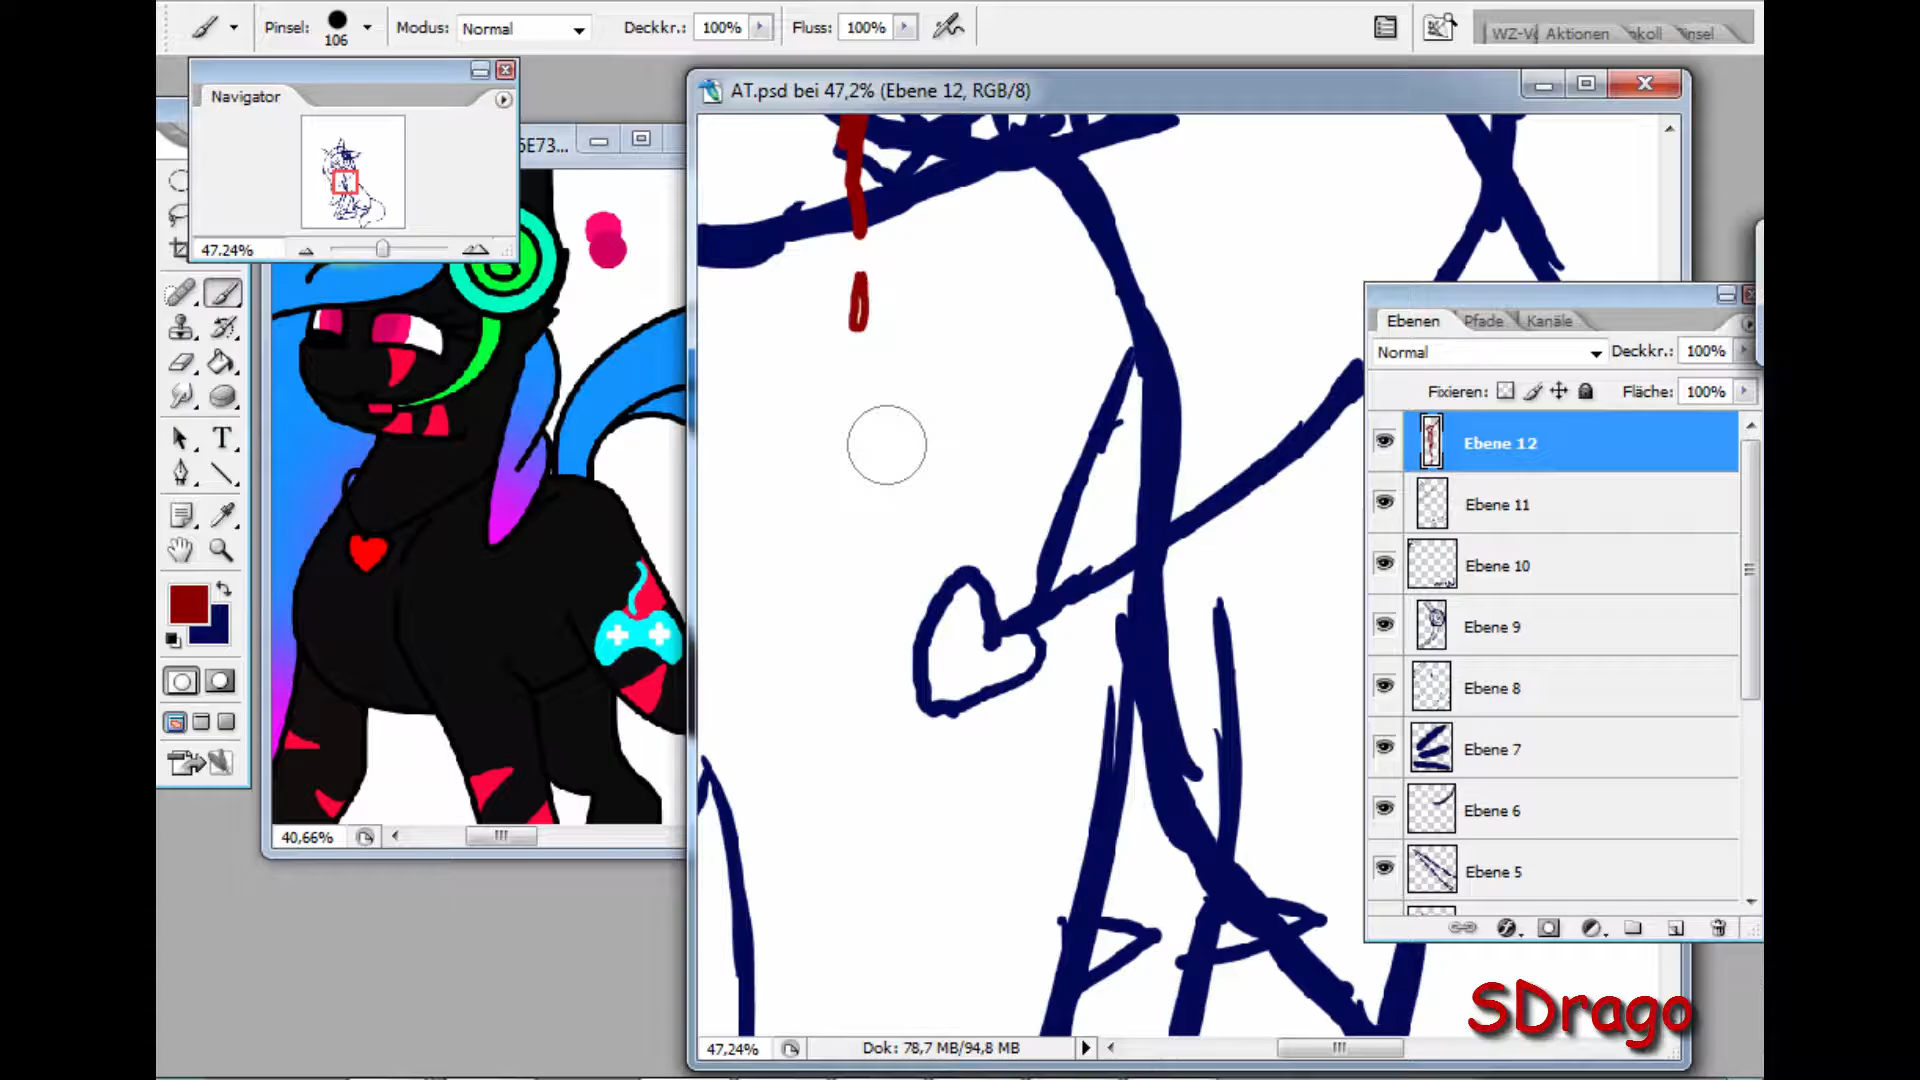 Pinsel: 106 Modus: Normal Deckkr.: 100% Fluss: 100%
WZ-V Aktionen okoll Pinsel
Navigator
47.24%
5E73...
40,66%
AT.psd bei 47,2% (Ebene 12, RGB/8)
47,24% Dok: 78,7 MB/94,8 MB
Ebenen Pfade Kanäle
Normal Deckkr.: 100%
Fixieren: Fläche: 100%
Ebene 12
Ebene 11
Ebene 10
Ebene 9
Ebene 8
Ebene 7
Ebene 6
Ebene 5
SDrago